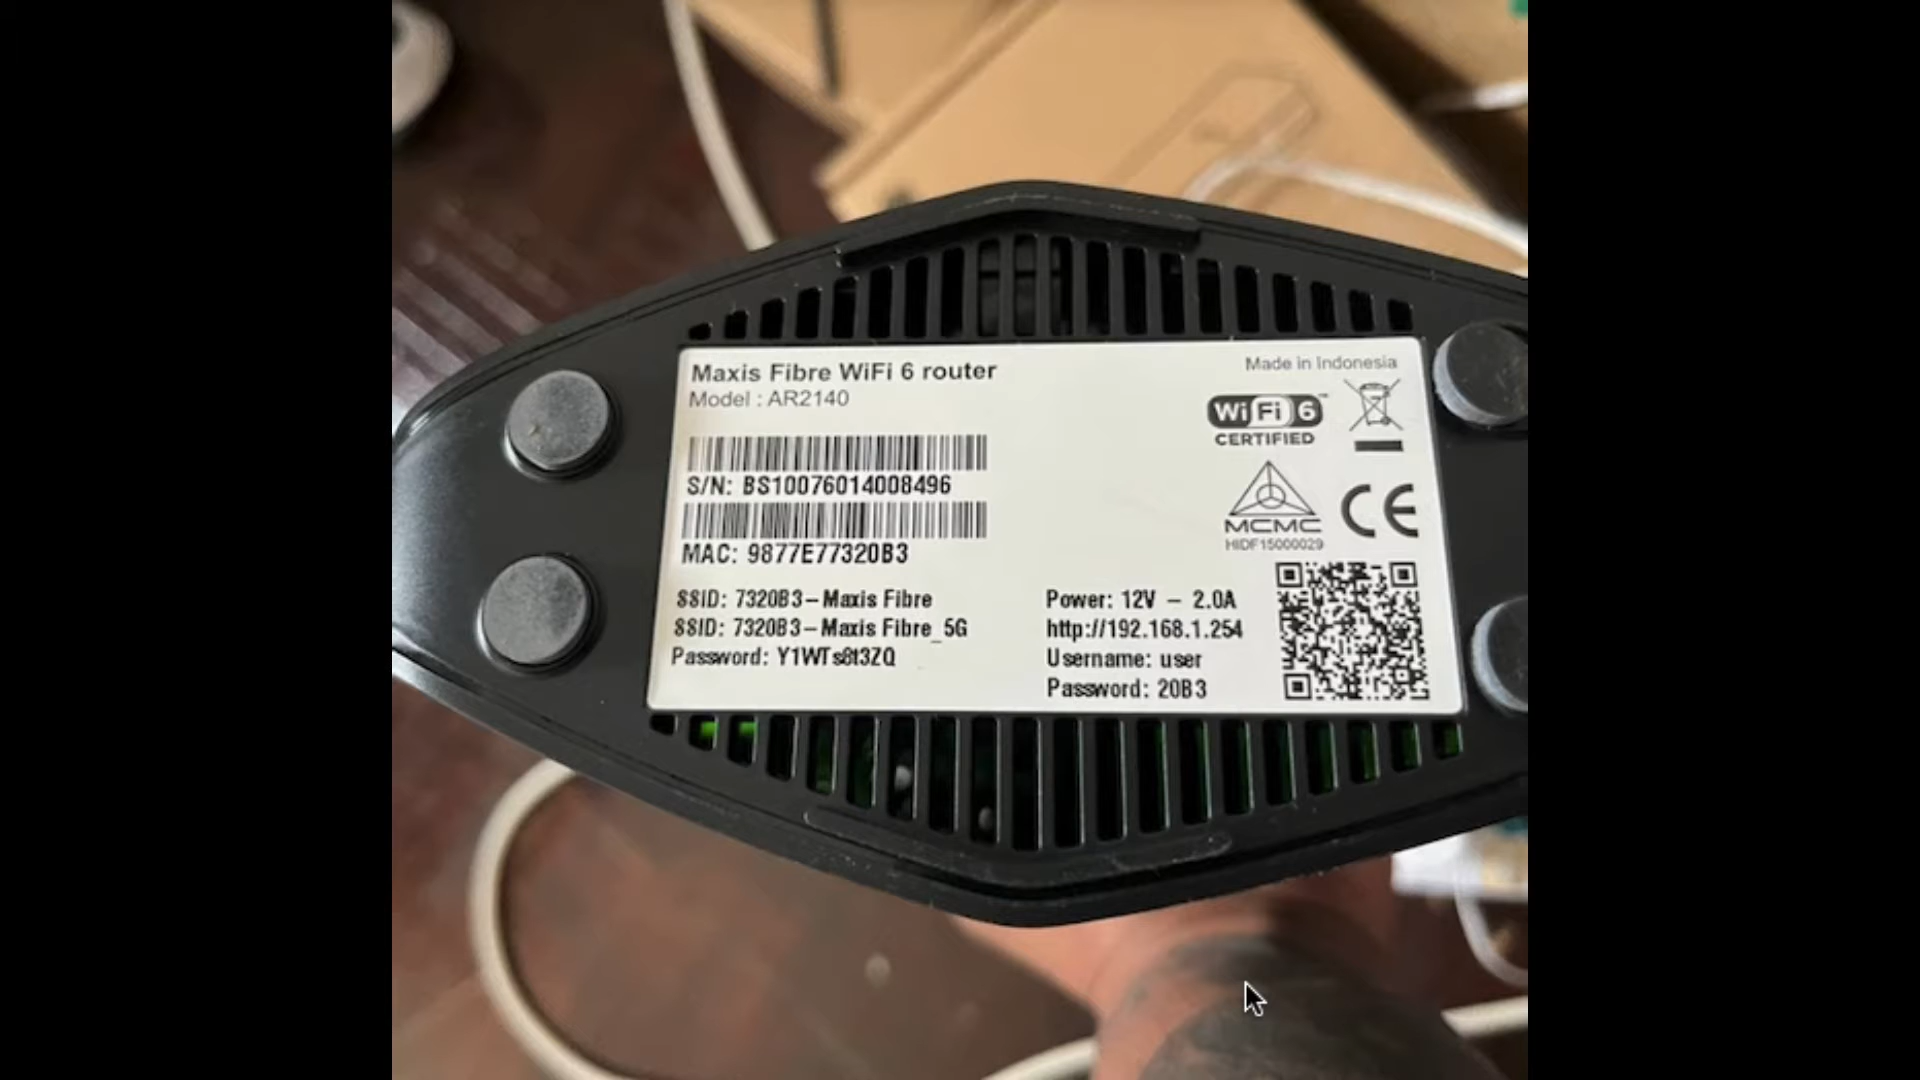 Maxis Fibre WiFi 6 router
Made in Indonesia
Model : AR2140
WiFi 6
CERTIFIED
S/N: BS10076014008496
MCMC
CE
HIDF15000029
MAC: 9877E77320B3
SSID: 7320B3-Maxis Fibre
SSID: 7320B3-Maxis Fibre_5G
Password: Y1WTs8t3ZQ
Power: 12V – 2.0A
http://192.168.1.254
Username: user
Password: 20B3